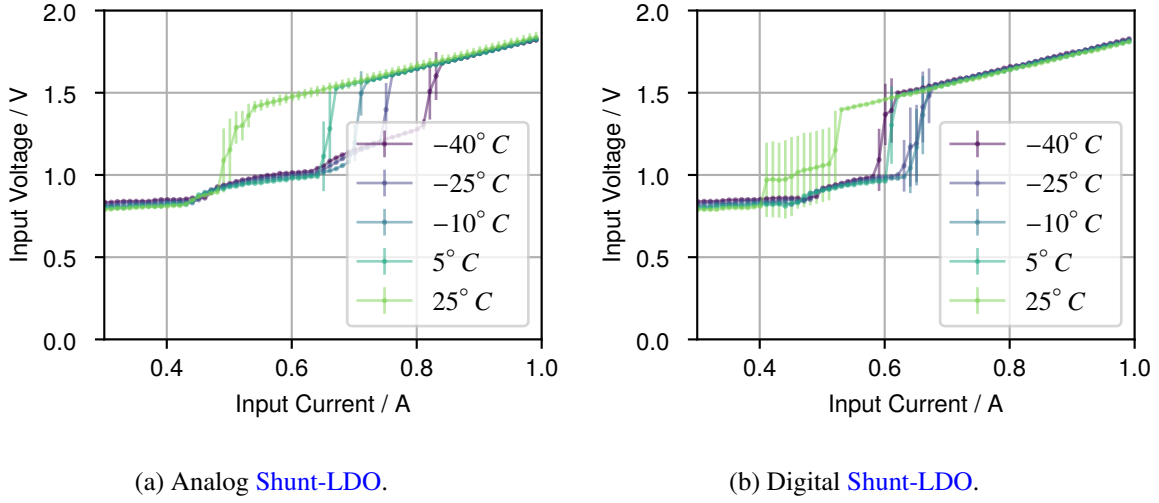 2.0
1.5
1.0
0.5
0.0
Input Voltage / V
0.4
0.6
0.8
1.0
Input Current / A
−40° C
−25° C
−10° C
5° C
25° C
(a) Analog Shunt-LDO.
2.0
1.5
1.0
0.5
0.0
Input Voltage / V
0.4
0.6
0.8
1.0
Input Current / A
−40° C
−25° C
−10° C
5° C
25° C
(b) Digital Shunt-LDO.